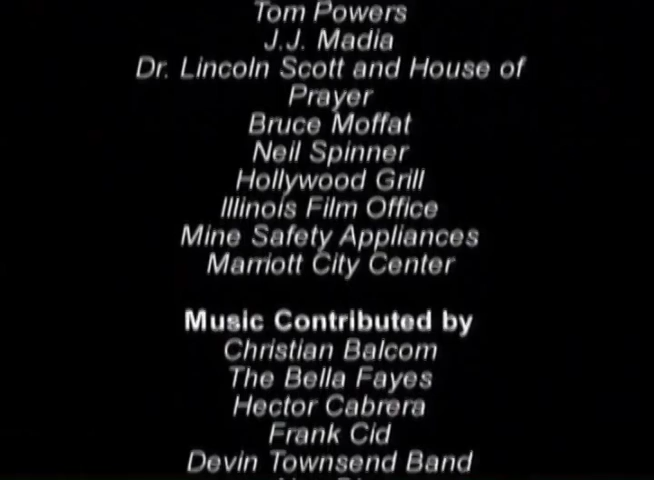 Tom Powers
J.J. Madia
Dr. Lincoln Scott and House of
Prayer
Bruce Moffat
Neil Spinner
Hollywood Grill
Illinois Film Office
Mine Safety Appliances
Marriott City Center
Music Contributed by
Christian Balcom
The Bella Fayes
Hector Cabrera
Frank Cid
Devin Townsend Band